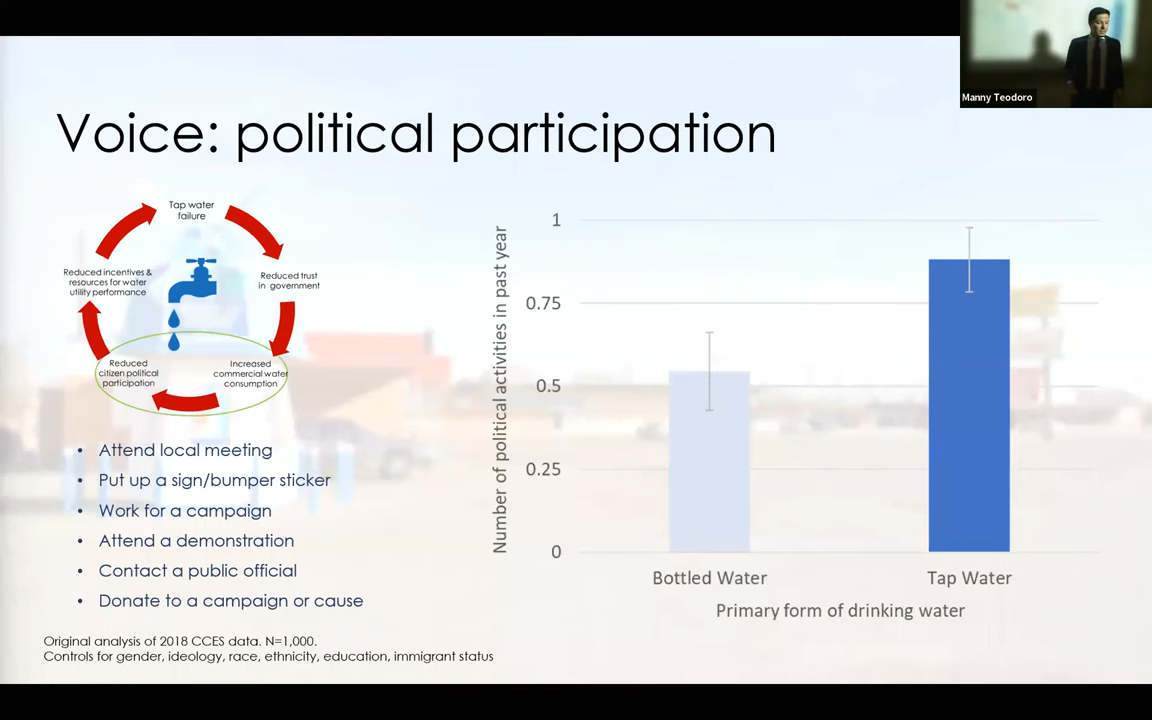 Manny Teodoro
Voice: political participation
Tap water
failure
Reduced trust
in government
Increased
commercial water
consumption
Reduced
citizen political
participation
Reduced incentives &
resources for water
utility performance
• Attend local meeting
• Put up a sign/bumper sticker
• Work for a campaign
• Attend a demonstration
• Contact a public official
• Donate to a campaign or cause
Original analysis of 2018 CCES data. N=1,000.
Controls for gender, ideology, race, ethnicity, education, immigrant status
Number of political activities in past year
1
0.75
0.5
0.25
0
Bottled Water
Tap Water
Primary form of drinking water